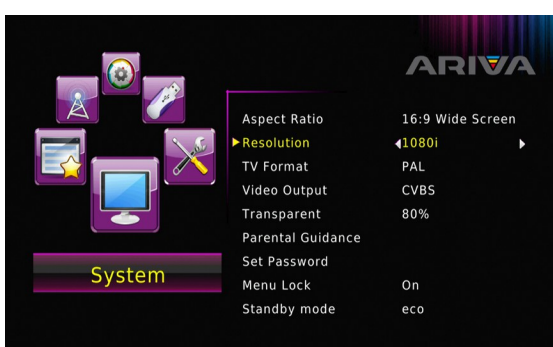 ARIVA
Aspect Ratio 16:9 Wide Screen
Resolution 1080i
TV Format PAL
Video Output CVBS
Transparent 80%
Parental Guidance
Set Password
Menu Lock On
Standby mode eco
System